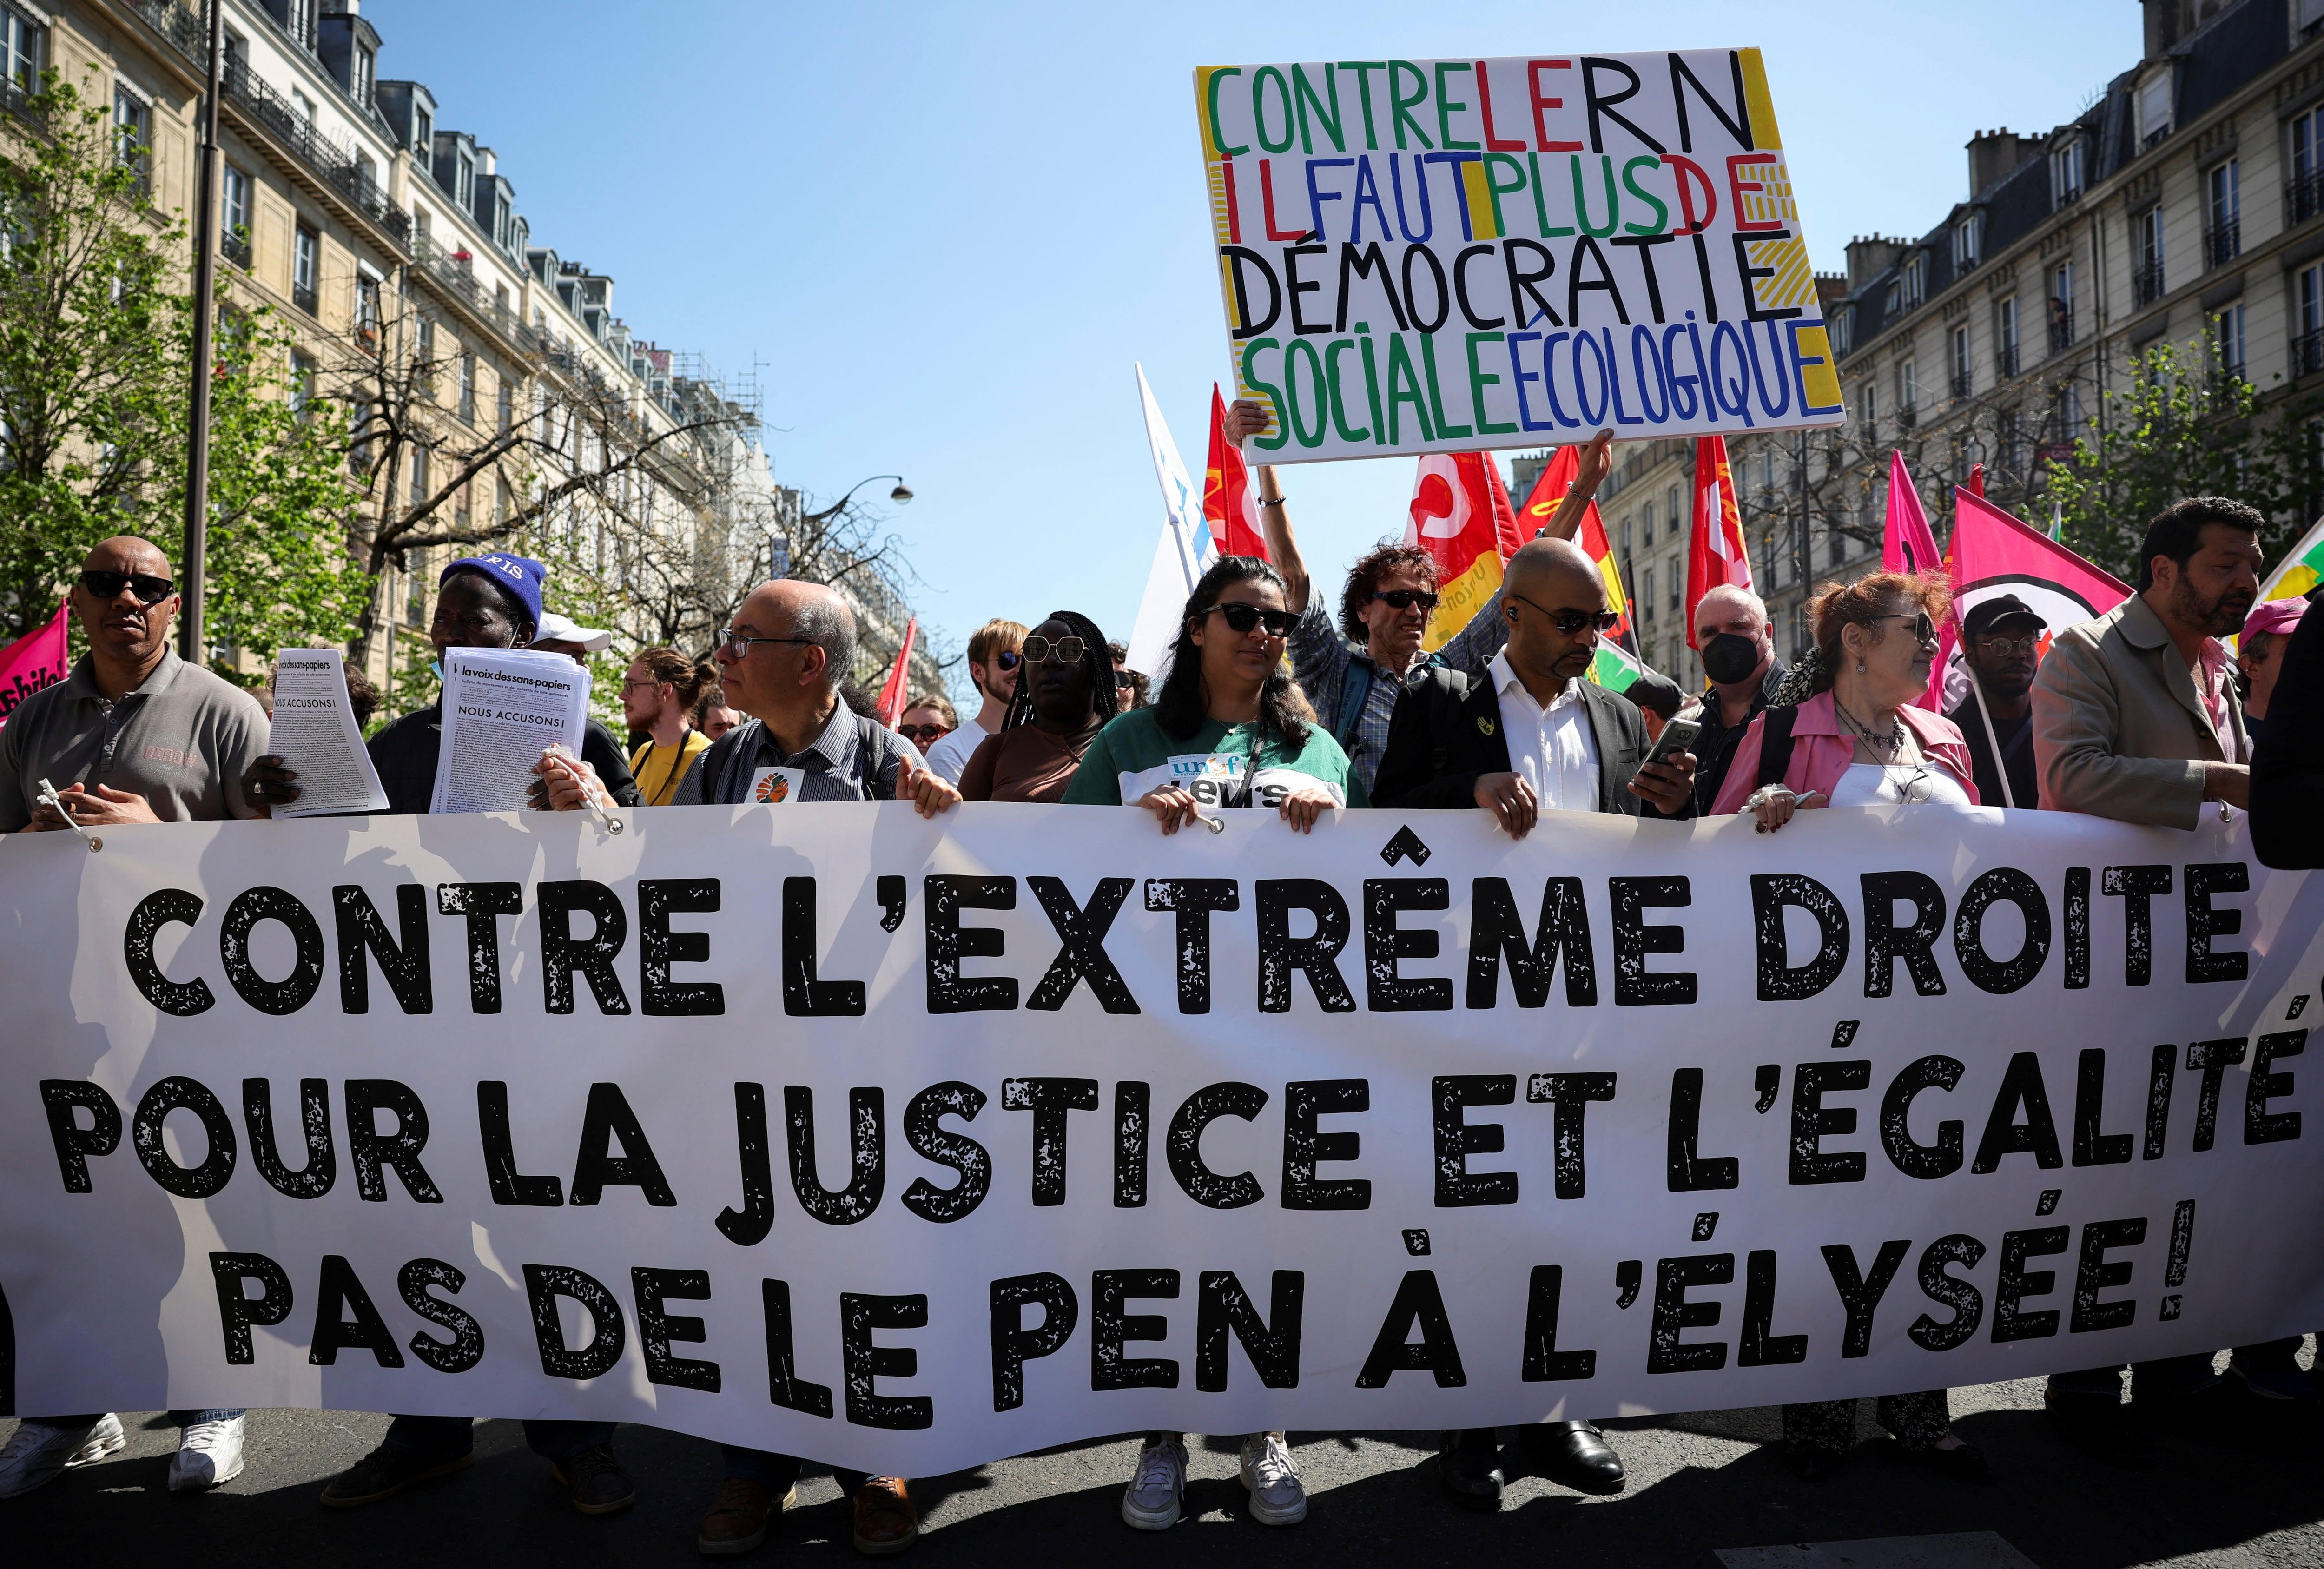 CONTRE LE RN
IL FAUT PLUS DE
DÉMOCRATIE
SOCIALE ÉCOLOGIQUE
la voix des sans-papiers
NOUS ACCUSONS!
la voix des sans-papiers
NOUS ACCUSONS!
unef
CONTRE L'EXTRÊME DROITE
POUR LA JUSTICE ET L'ÉGALITÉ
PAS DE LE PEN À L'ÉLYSÉE!